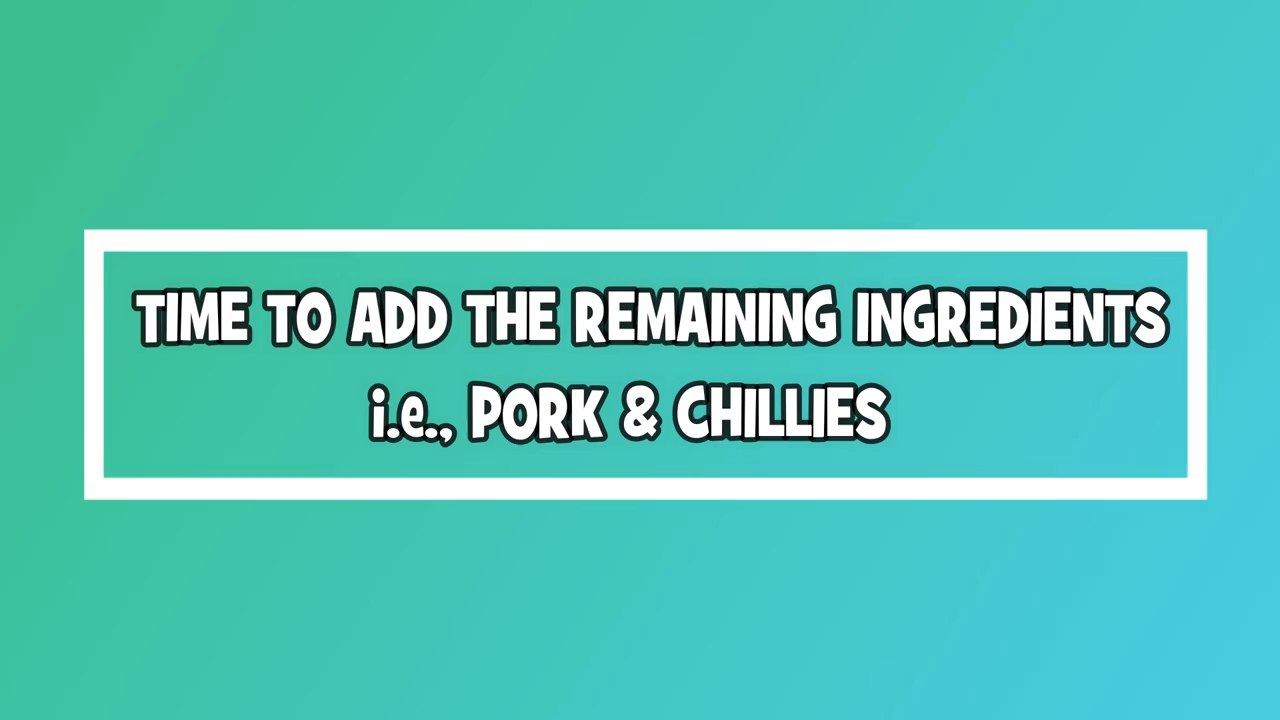 TIME TO ADD THE REMAINING INGREDIENTS
i.e., PORK & CHILLIES